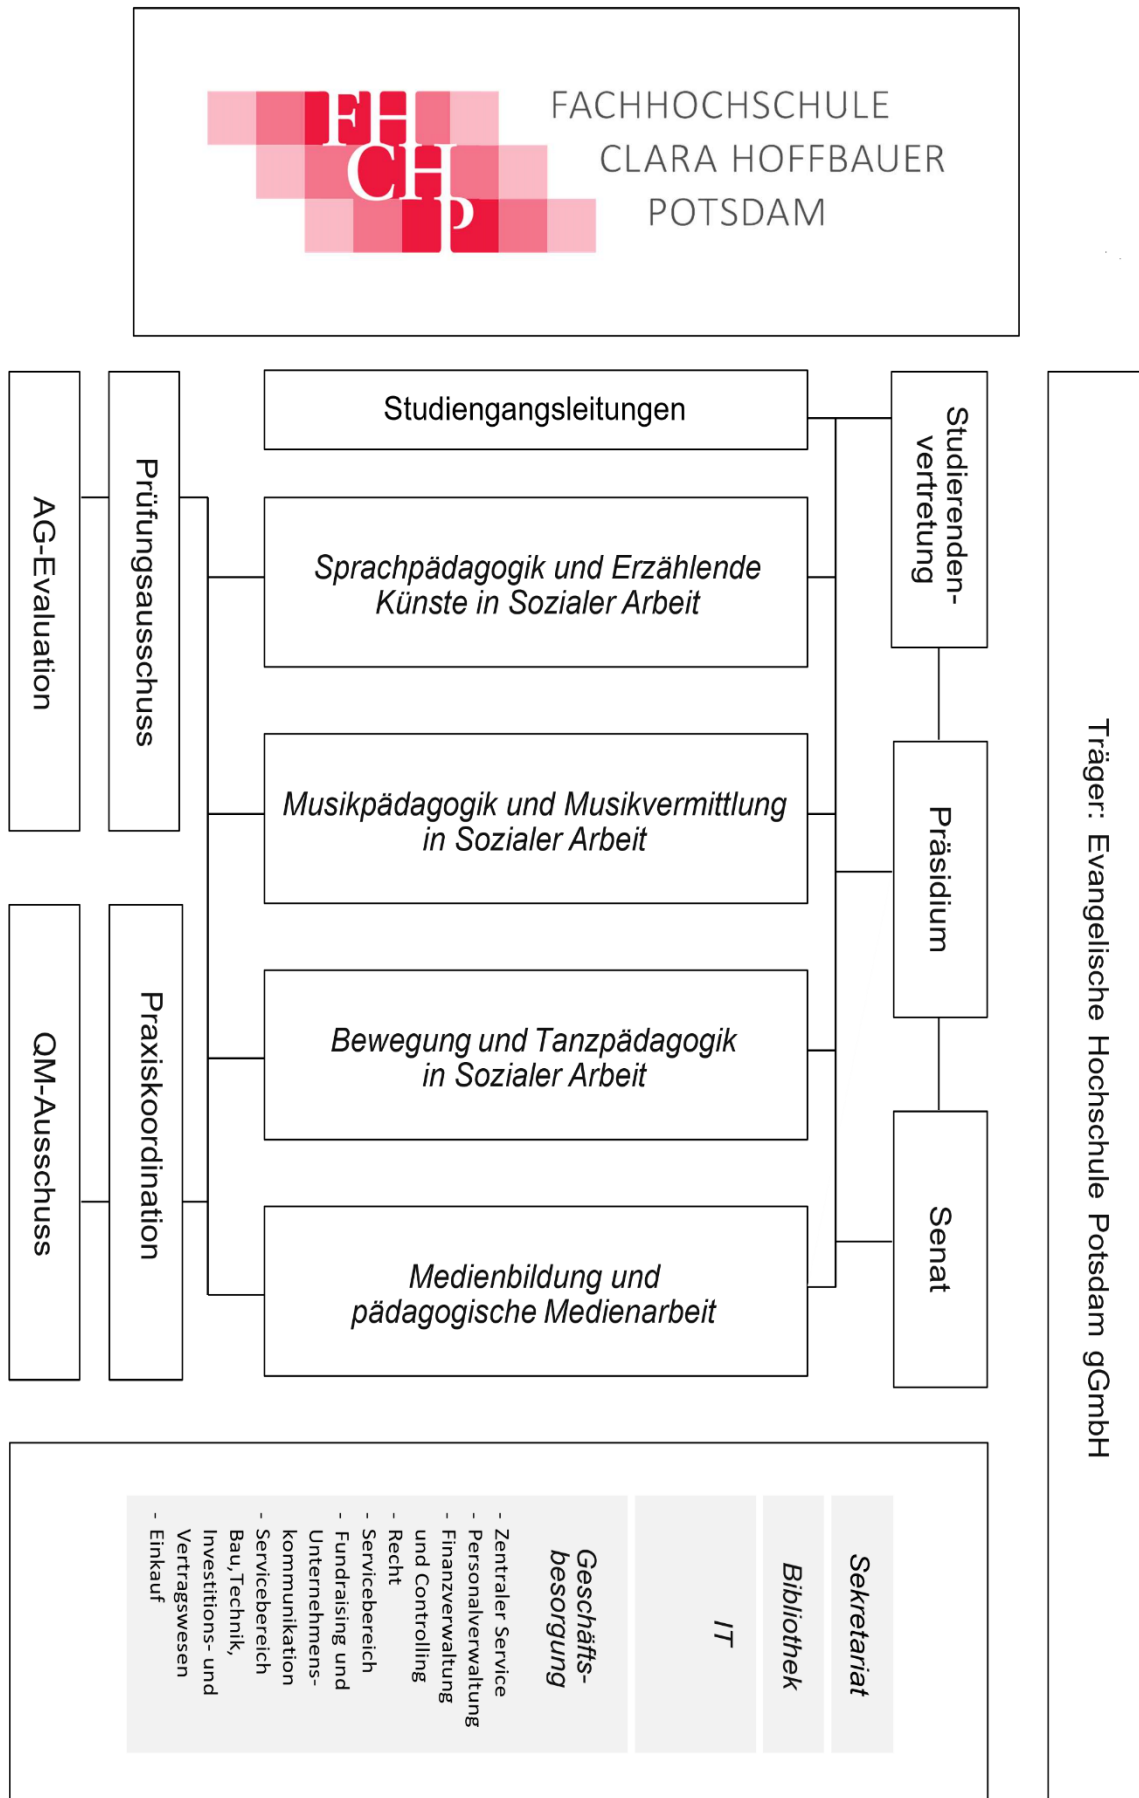 FH
CH
P
FACHHOCHSCHULE
CLARA HOFFBAUER
POTSDAM
Träger: Evangelische Hochschule Potsdam gGmbH
Studierenden-
vertretung
Präsidium
Senat
Studiengangsleitungen
Sprachpädagogik und Erzählende
Künste in Sozialer Arbeit
Musikpädagogik und Musikvermittlung
in Sozialer Arbeit
Bewegung und Tanzpädagogik
in Sozialer Arbeit
Medienbildung und
pädagogische Medienarbeit
Prüfungsausschuss
Praxiskoordination
AG-Evaluation
QM-Ausschuss
Sekretariat
Bibliothek
IT
Geschäfts-
besorgung
- Zentraler Service
- Personalverwaltung
- Finanzverwaltung
und Controlling
- Recht
- Servicebereich
- Fundraising und
Unternehmens-
kommunikation
- Servicebereich
Bau,Technik,
Investitions- und
Vertragswesen
- Einkauf